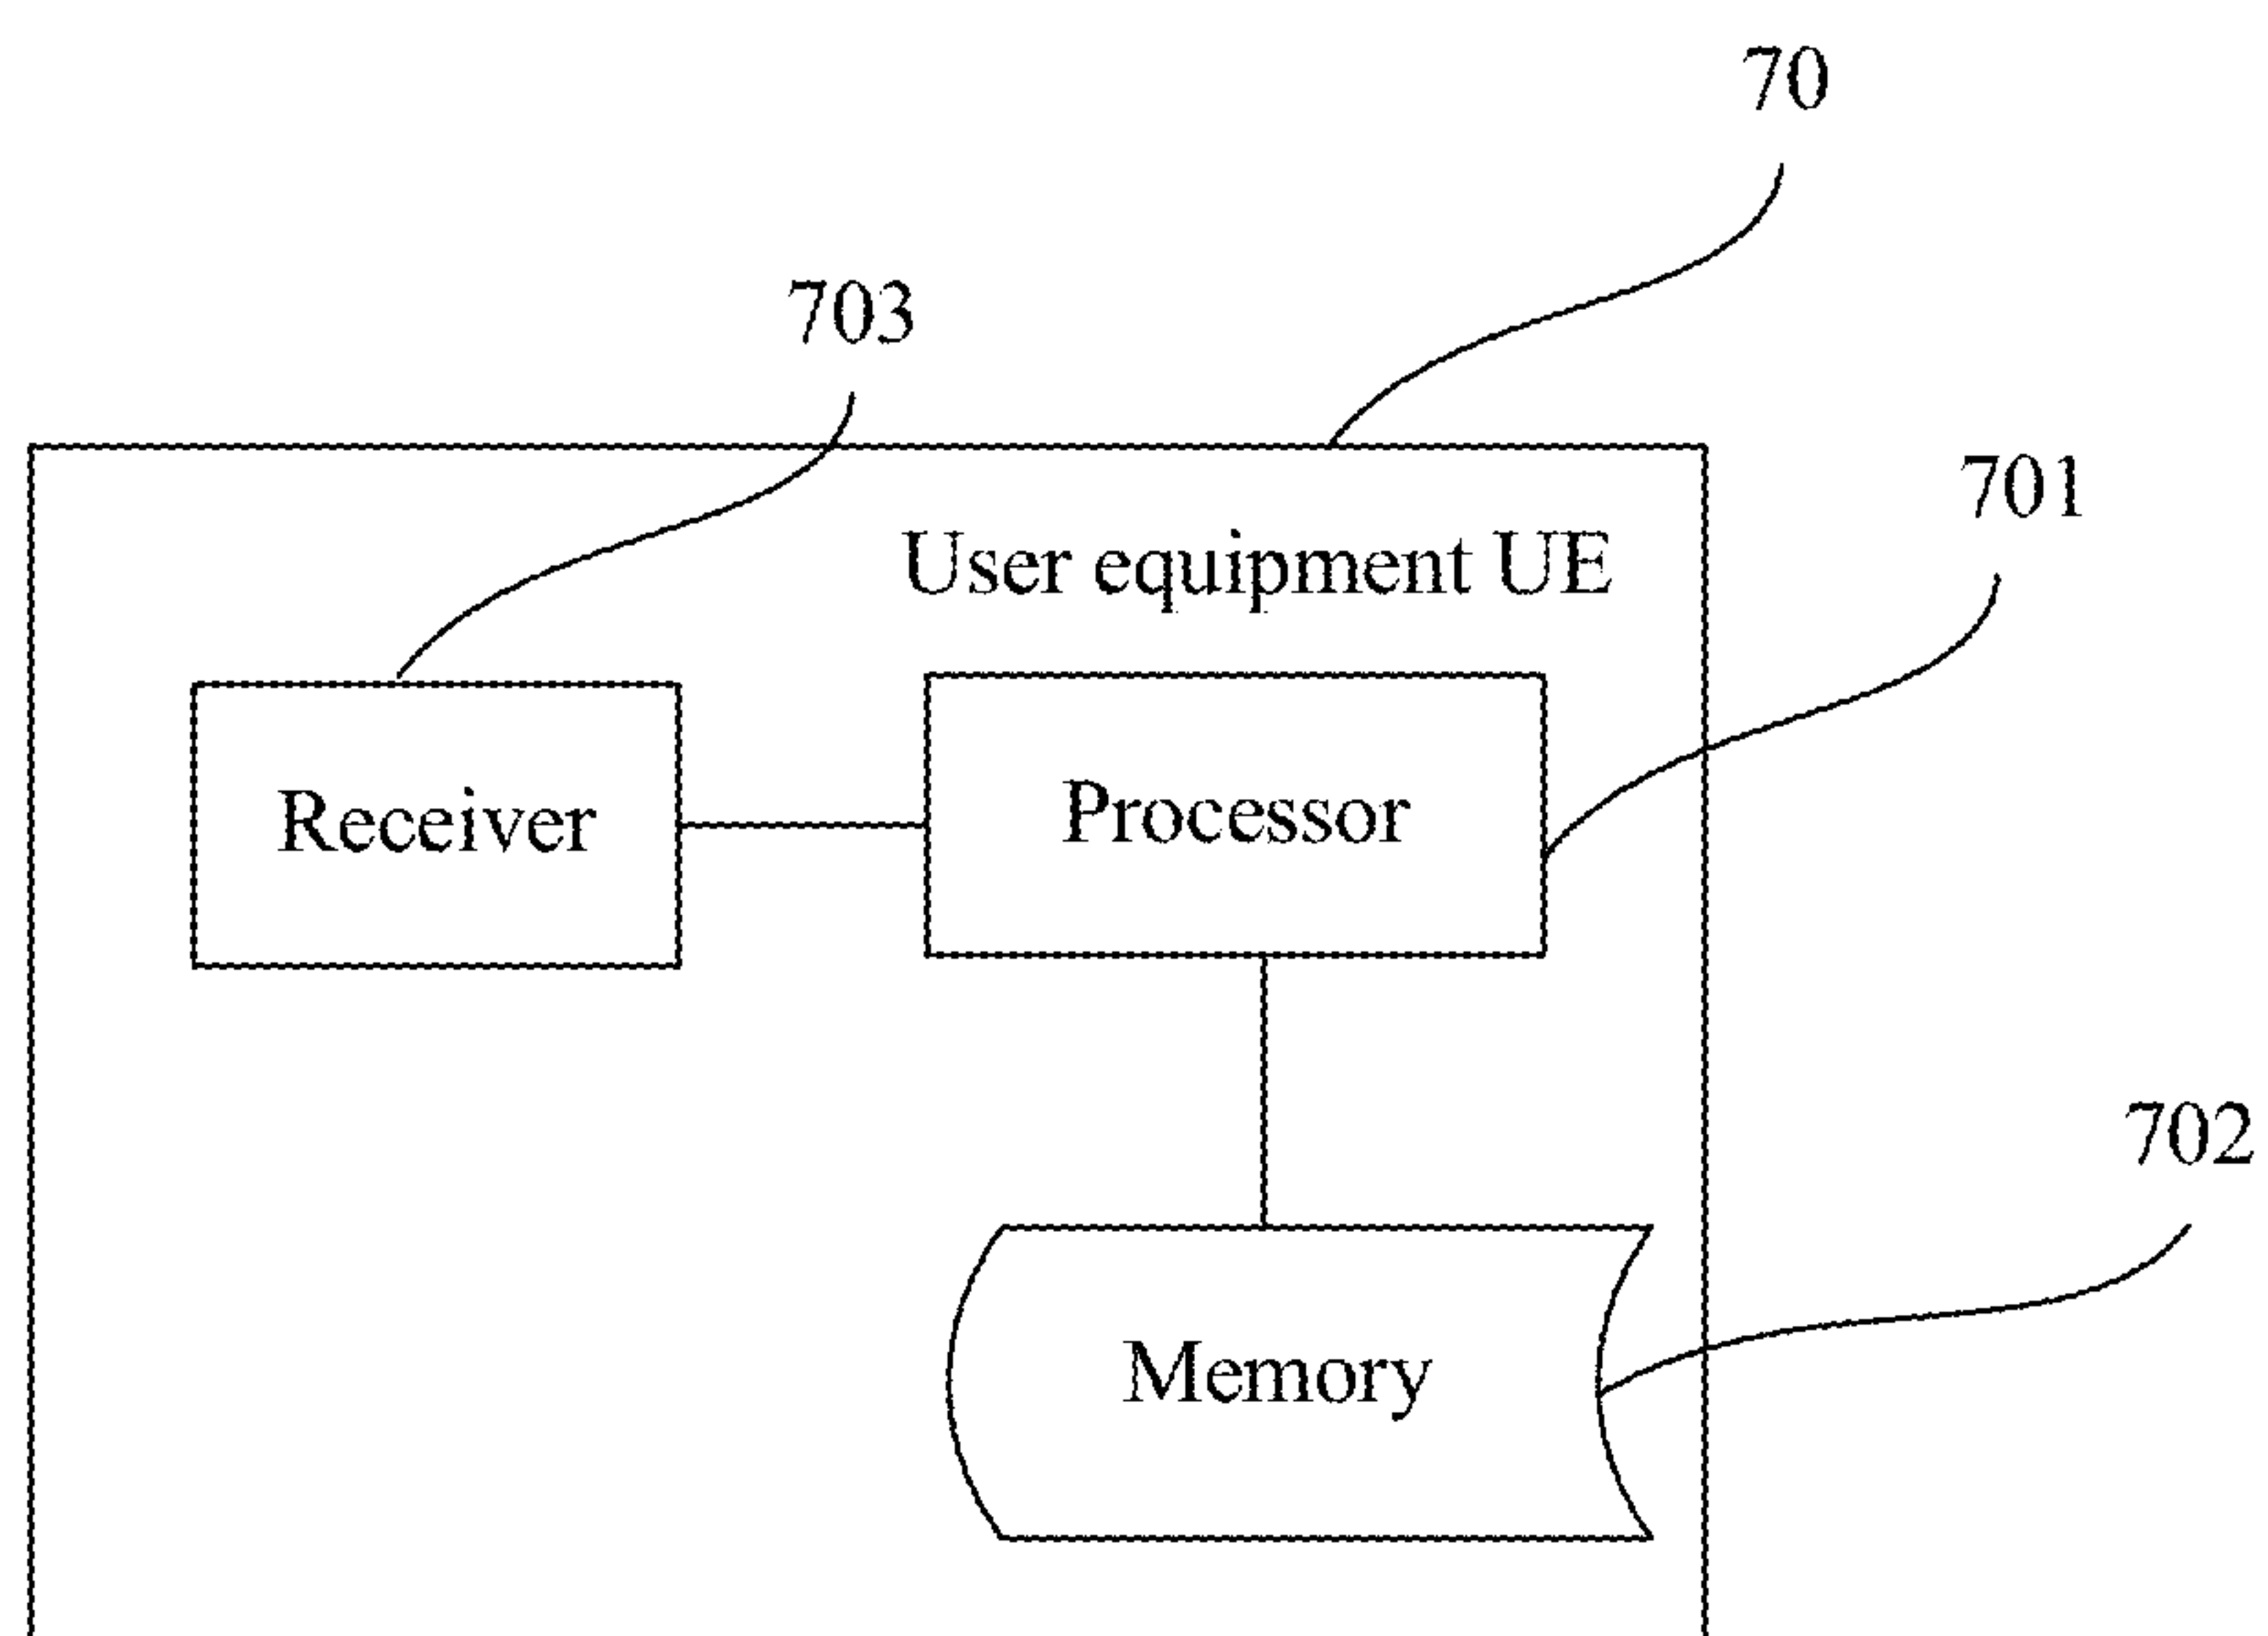 70
703
701
User equipment UE
Receiver
Processor
702
Memory